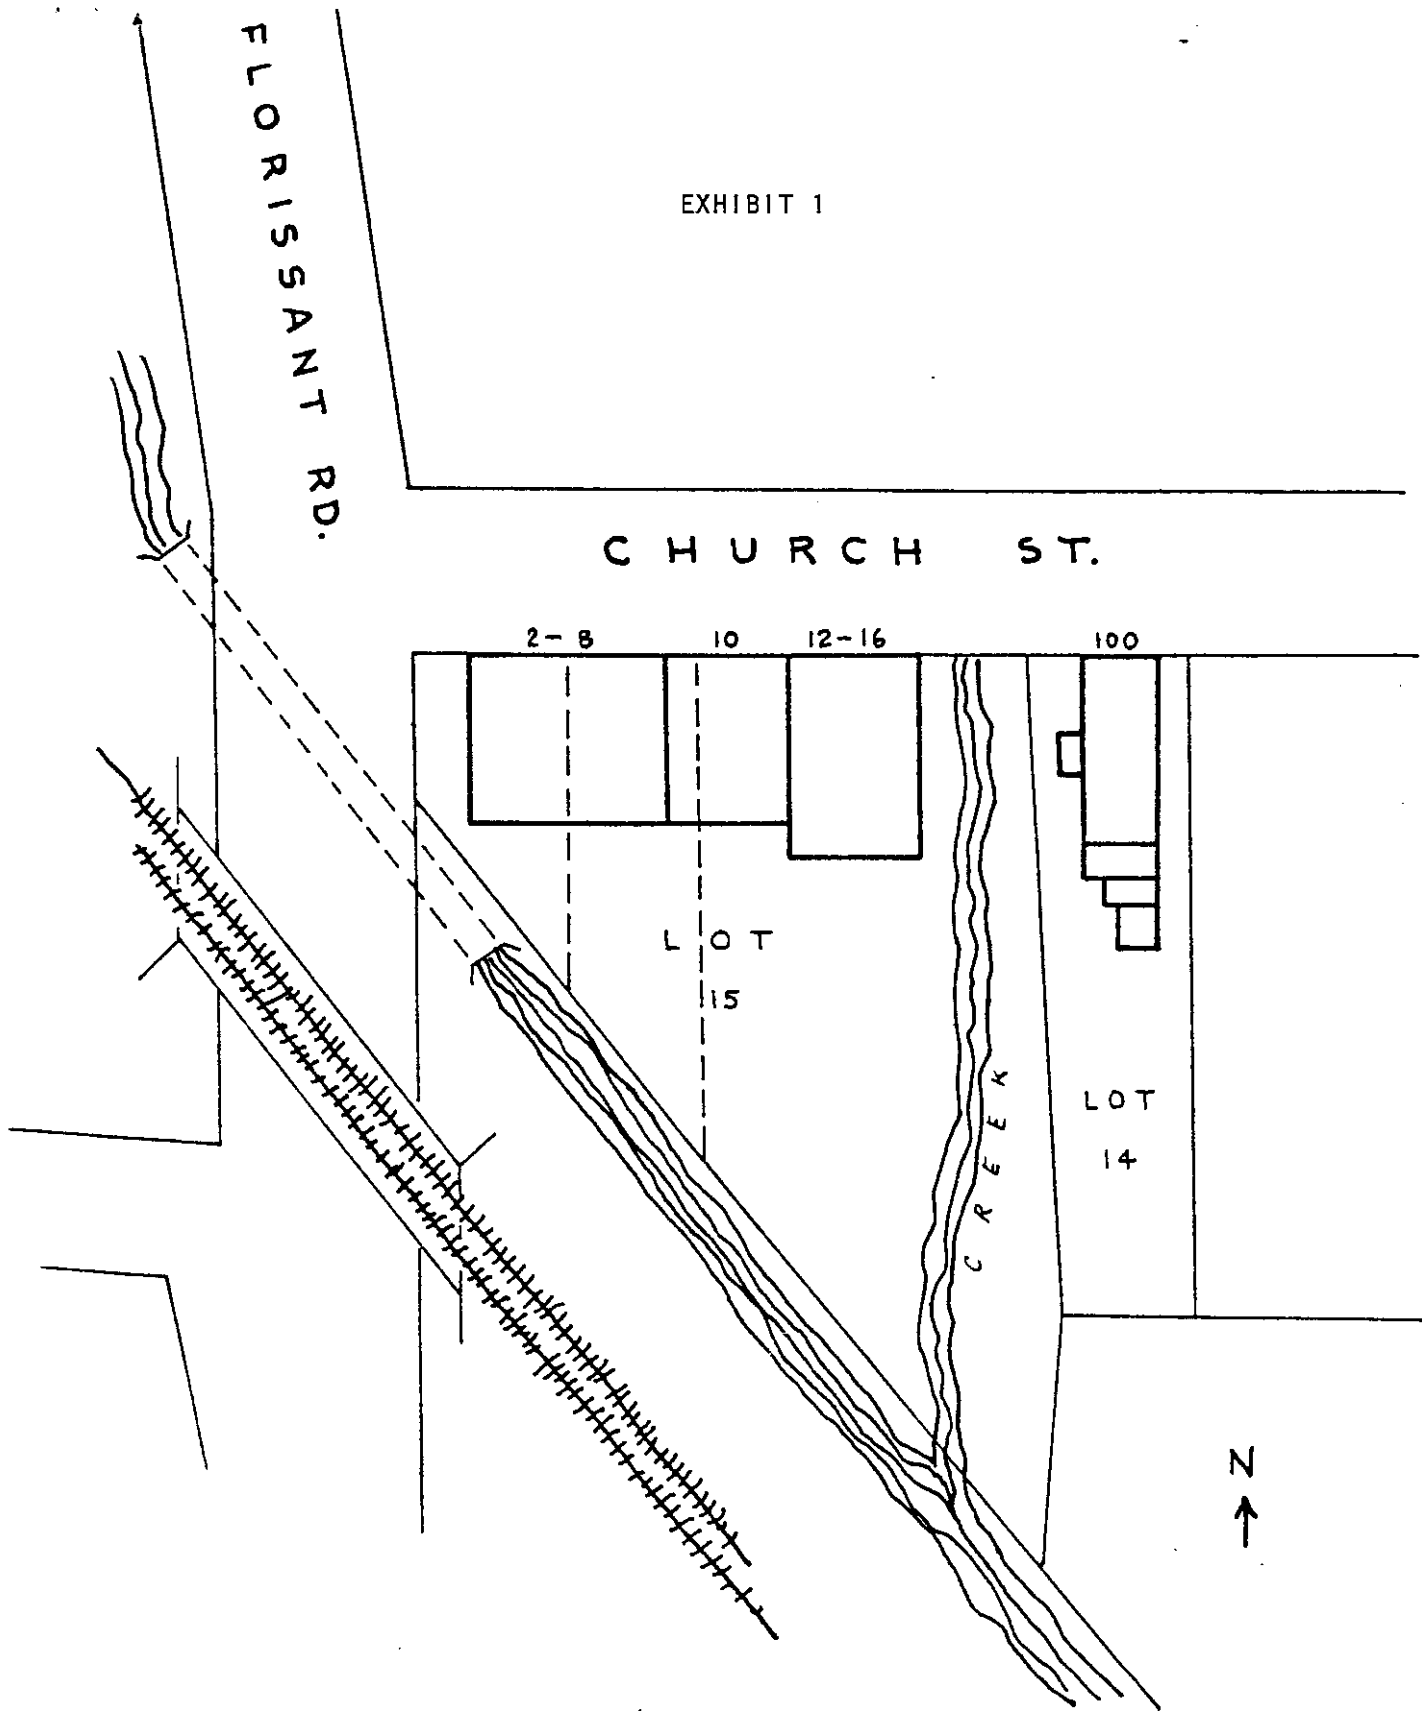 FLORISSANT RD.
EXHIBIT 1
CHURCH ST.
2-8
10
12-16
100
LOT
15
CREEK
LOT
14
N